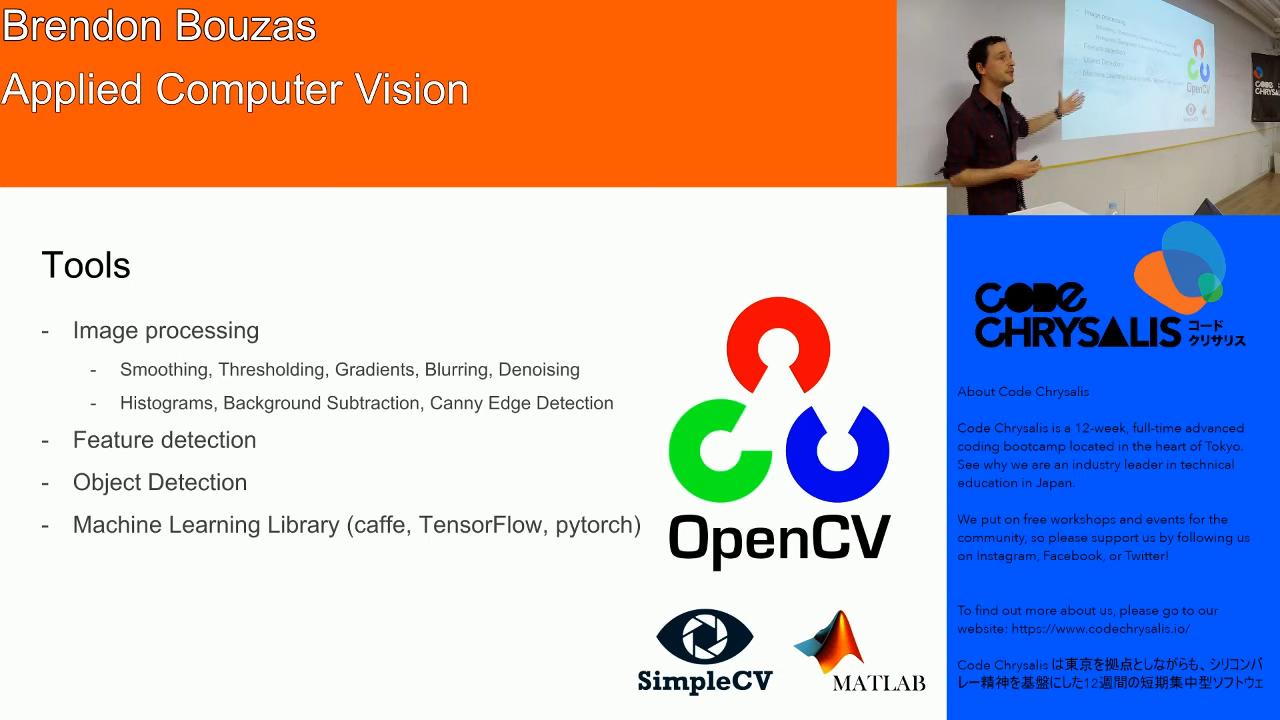 Brendon Bouzas
Applied Computer Vision
Tools
- Image processing
- Smoothing, Thresholding, Gradients, Blurring, Denoising
- Histograms, Background Subtraction, Canny Edge Detection
- Feature detection
- Object Detection
- Machine Learning Library (caffe, TensorFlow, pytorch)
OpenCV
SimpleCV
MATLAB
Image processing
OpenCV
CODE
CHRYSALIS
CODE
CHRYSALIS
コード
クリサリス
About Code Chrysalis
Code Chrysalis is a 12-week, full-time advanced
coding bootcamp located in the heart of Tokyo.
See why we are an industry leader in technical
education in Japan.
We put on free workshops and events for the
community, so please support us by following us
on Instagram, Facebook, or Twitter!
To find out more about us, please go to our
website: https://www.codechrysalis.io/
Code Chrysalis は東京を拠点としながらも、シリコンバ
レー精神を基盤にした12週間の短期集中型ソフトウェ